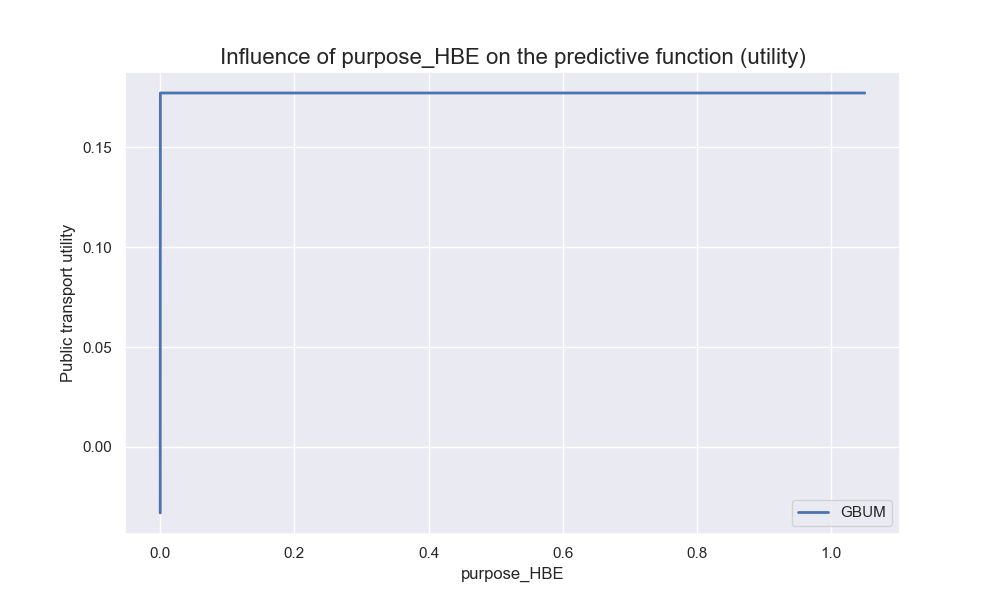 Influence of purpose_HBE on the predictive function (utility)
Public transport utility
0.15
0.10
0.05
0.00
0.0 0.2 0.4 0.6 0.8 1.0
purpose_HBE
GBUM